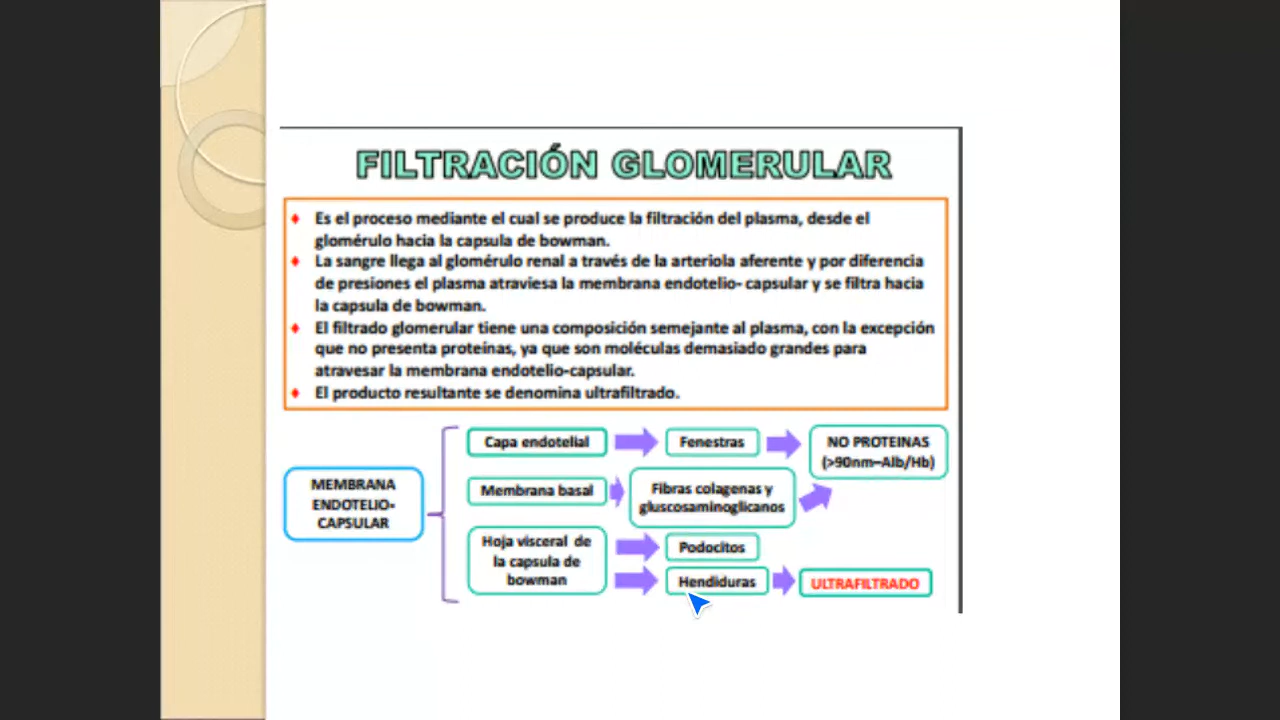 FILTRACIÓN GLOMERULAR
♦ Es el proceso mediante el cual se produce la filtración del plasma, desde el
glomérulo hacia la capsula de bowman.
♦ La sangre llega al glomérulo renal a través de la arteriola aferente y por diferencia
de presiones el plasma atraviesa la membrana endotelio- capsular y se filtra hacia
la capsula de bowman.
♦ El filtrado glomerular tiene una composición semejante al plasma, con la excepción
que no presenta proteínas, ya que son moléculas demasiado grandes para
atravesar la membrana endotelio-capsular.
♦ El producto resultante se denomina ultrafiltrado.
MEMBRANA
ENDOTELIO-
CAPSULAR
Capa endotelial
Fenestras
NO PROTEINAS
(>90nm–Alb/Hb)
Membrana basal
Fibras colagenas y
gluscosaminoglicanos
Hoja visceral de
la capsula de
bowman
Podocitos
Hendiduras
ULTRAFILTRADO